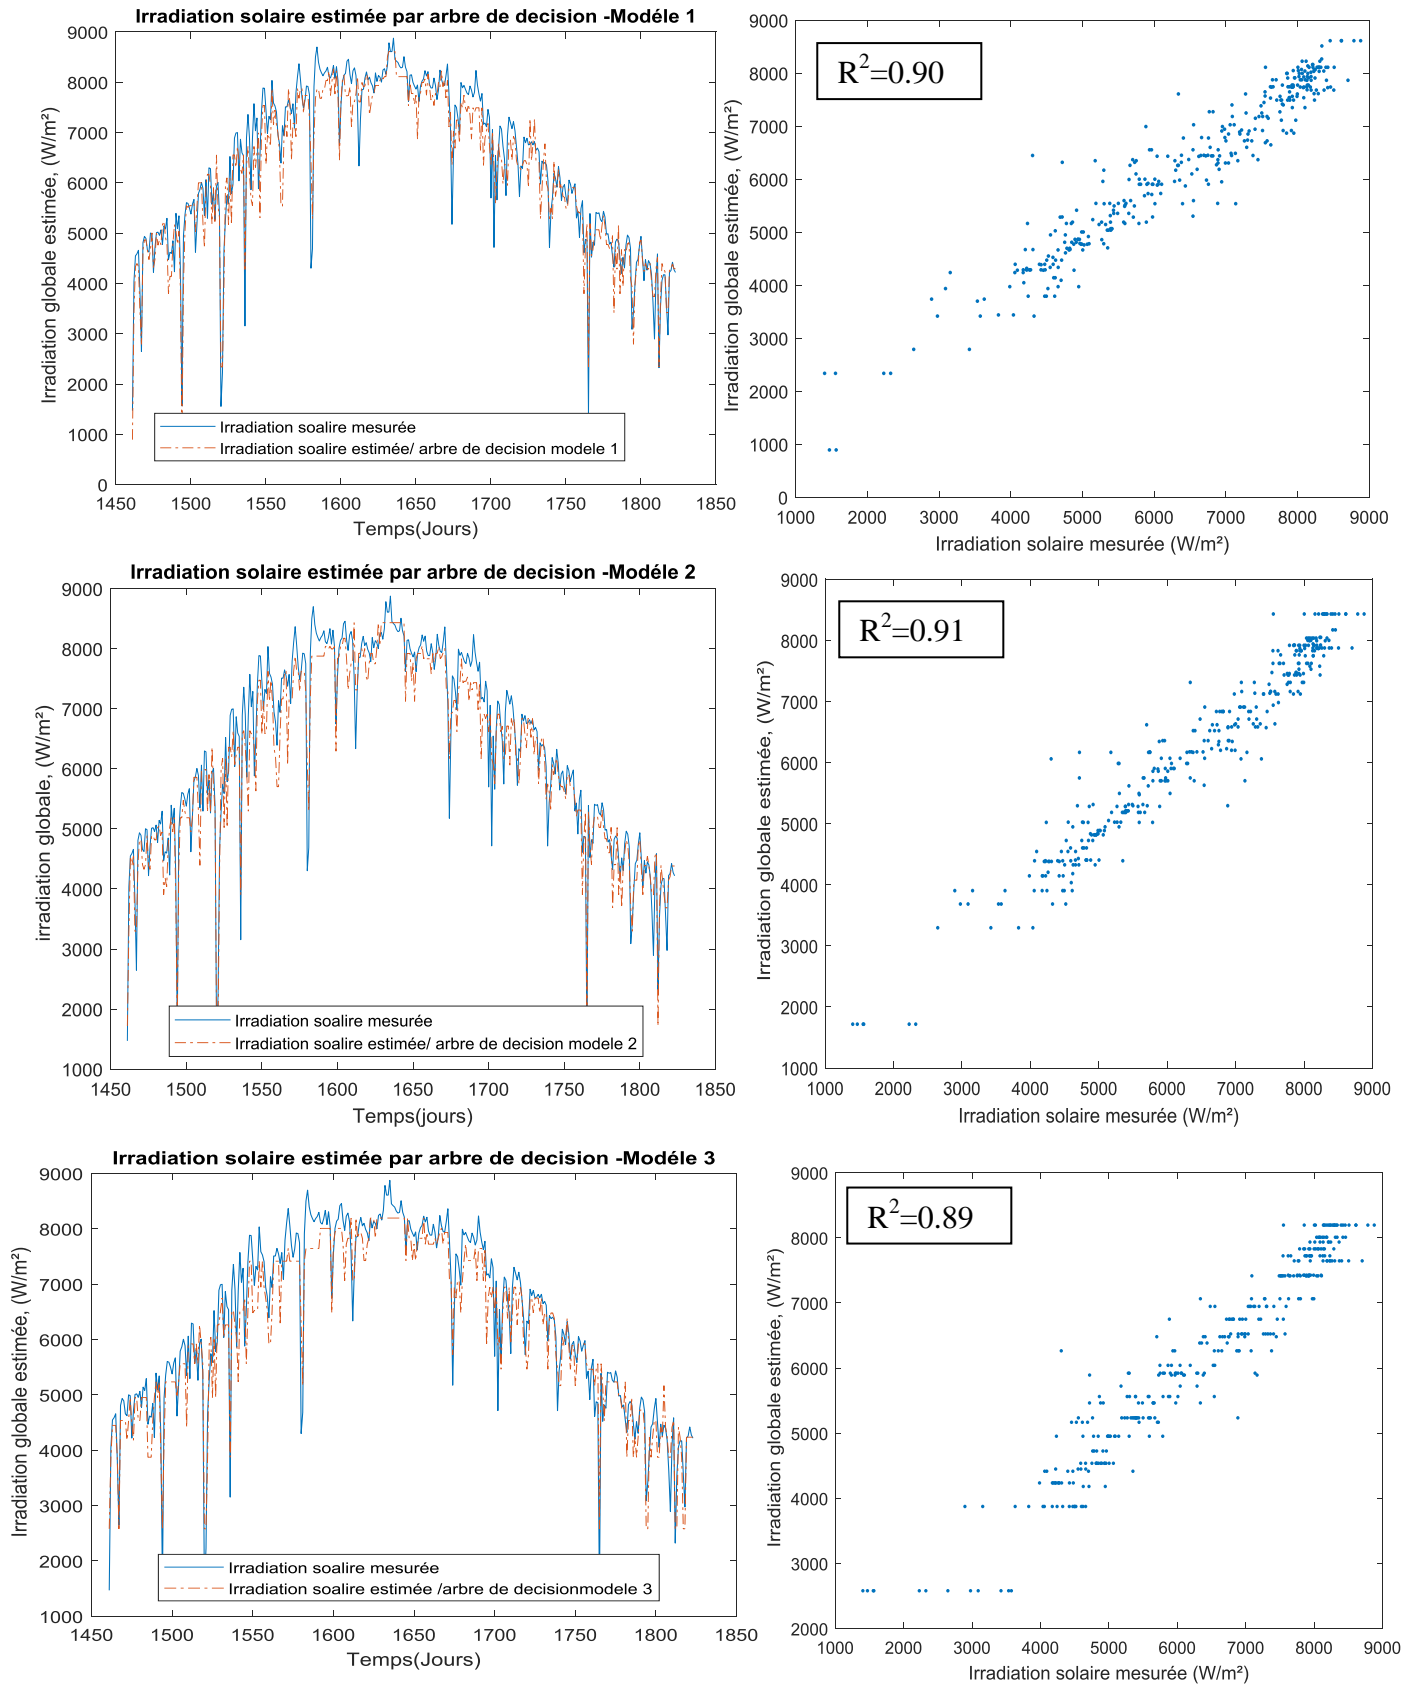 Irradiation solaire estimée par arbre de decision -Modéle 1
9000
8000
7000
6000
5000
4000
3000
2000
1000
0
Irradiation globale estimée, (W/m²)
Irradiation soalire mesurée
Irradiation soalire estimée/ arbre de decision modele 1
1450 1500 1550 1600 1650 1700 1750 1800 1850
Temps(Jours)
R²=0.90
9000
8000
7000
6000
5000
4000
3000
2000
1000
0
Irradiation globale estimée, (W/m²)
1000 2000 3000 4000 5000 6000 7000 8000 9000
Irradiation solaire mesurée (W/m²)
Irradiation solaire estimée par arbre de decision -Modéle 2
9000
8000
7000
6000
5000
4000
3000
2000
1000
irradiation globale, (W/m²)
Irradiation soalire mesurée
Irradiation soalire estimée/ arbre de decision modele 2
1450 1500 1550 1600 1650 1700 1750 1800 1850
Temps(jours)
R²=0.91
9000
8000
7000
6000
5000
4000
3000
2000
1000
Irradiation globale estimée, (W/m²)
1000 2000 3000 4000 5000 6000 7000 8000 9000
Irradiation solaire mesurée (W/m²)
Irradiation solaire estimée par arbre de decision -Modéle 3
9000
8000
7000
6000
5000
4000
3000
2000
1000
Irradiation globale estimée, (W/m²)
Irradiation soalire mesurée
Irradiation soalire estimée /arbre de decisionmodele 3
1450 1500 1550 1600 1650 1700 1750 1800 1850
Temps(Jours)
R²=0.89
9000
8000
7000
6000
5000
4000
3000
2000
Irradiation globale estimée, (W/m²)
1000 2000 3000 4000 5000 6000 7000 8000 9000
Irradiation solaire mesurée (W/m²)